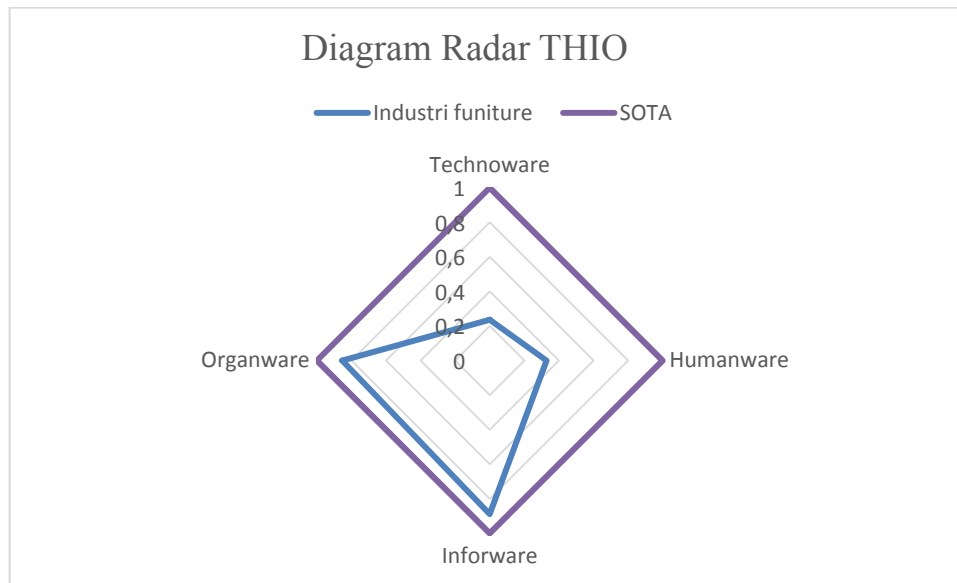 Diagram Radar THIO
Industri funiture SOTA
Technoware
1
0,8
0,6
0,4
0,2
0
Organware
Humanware
Inforware